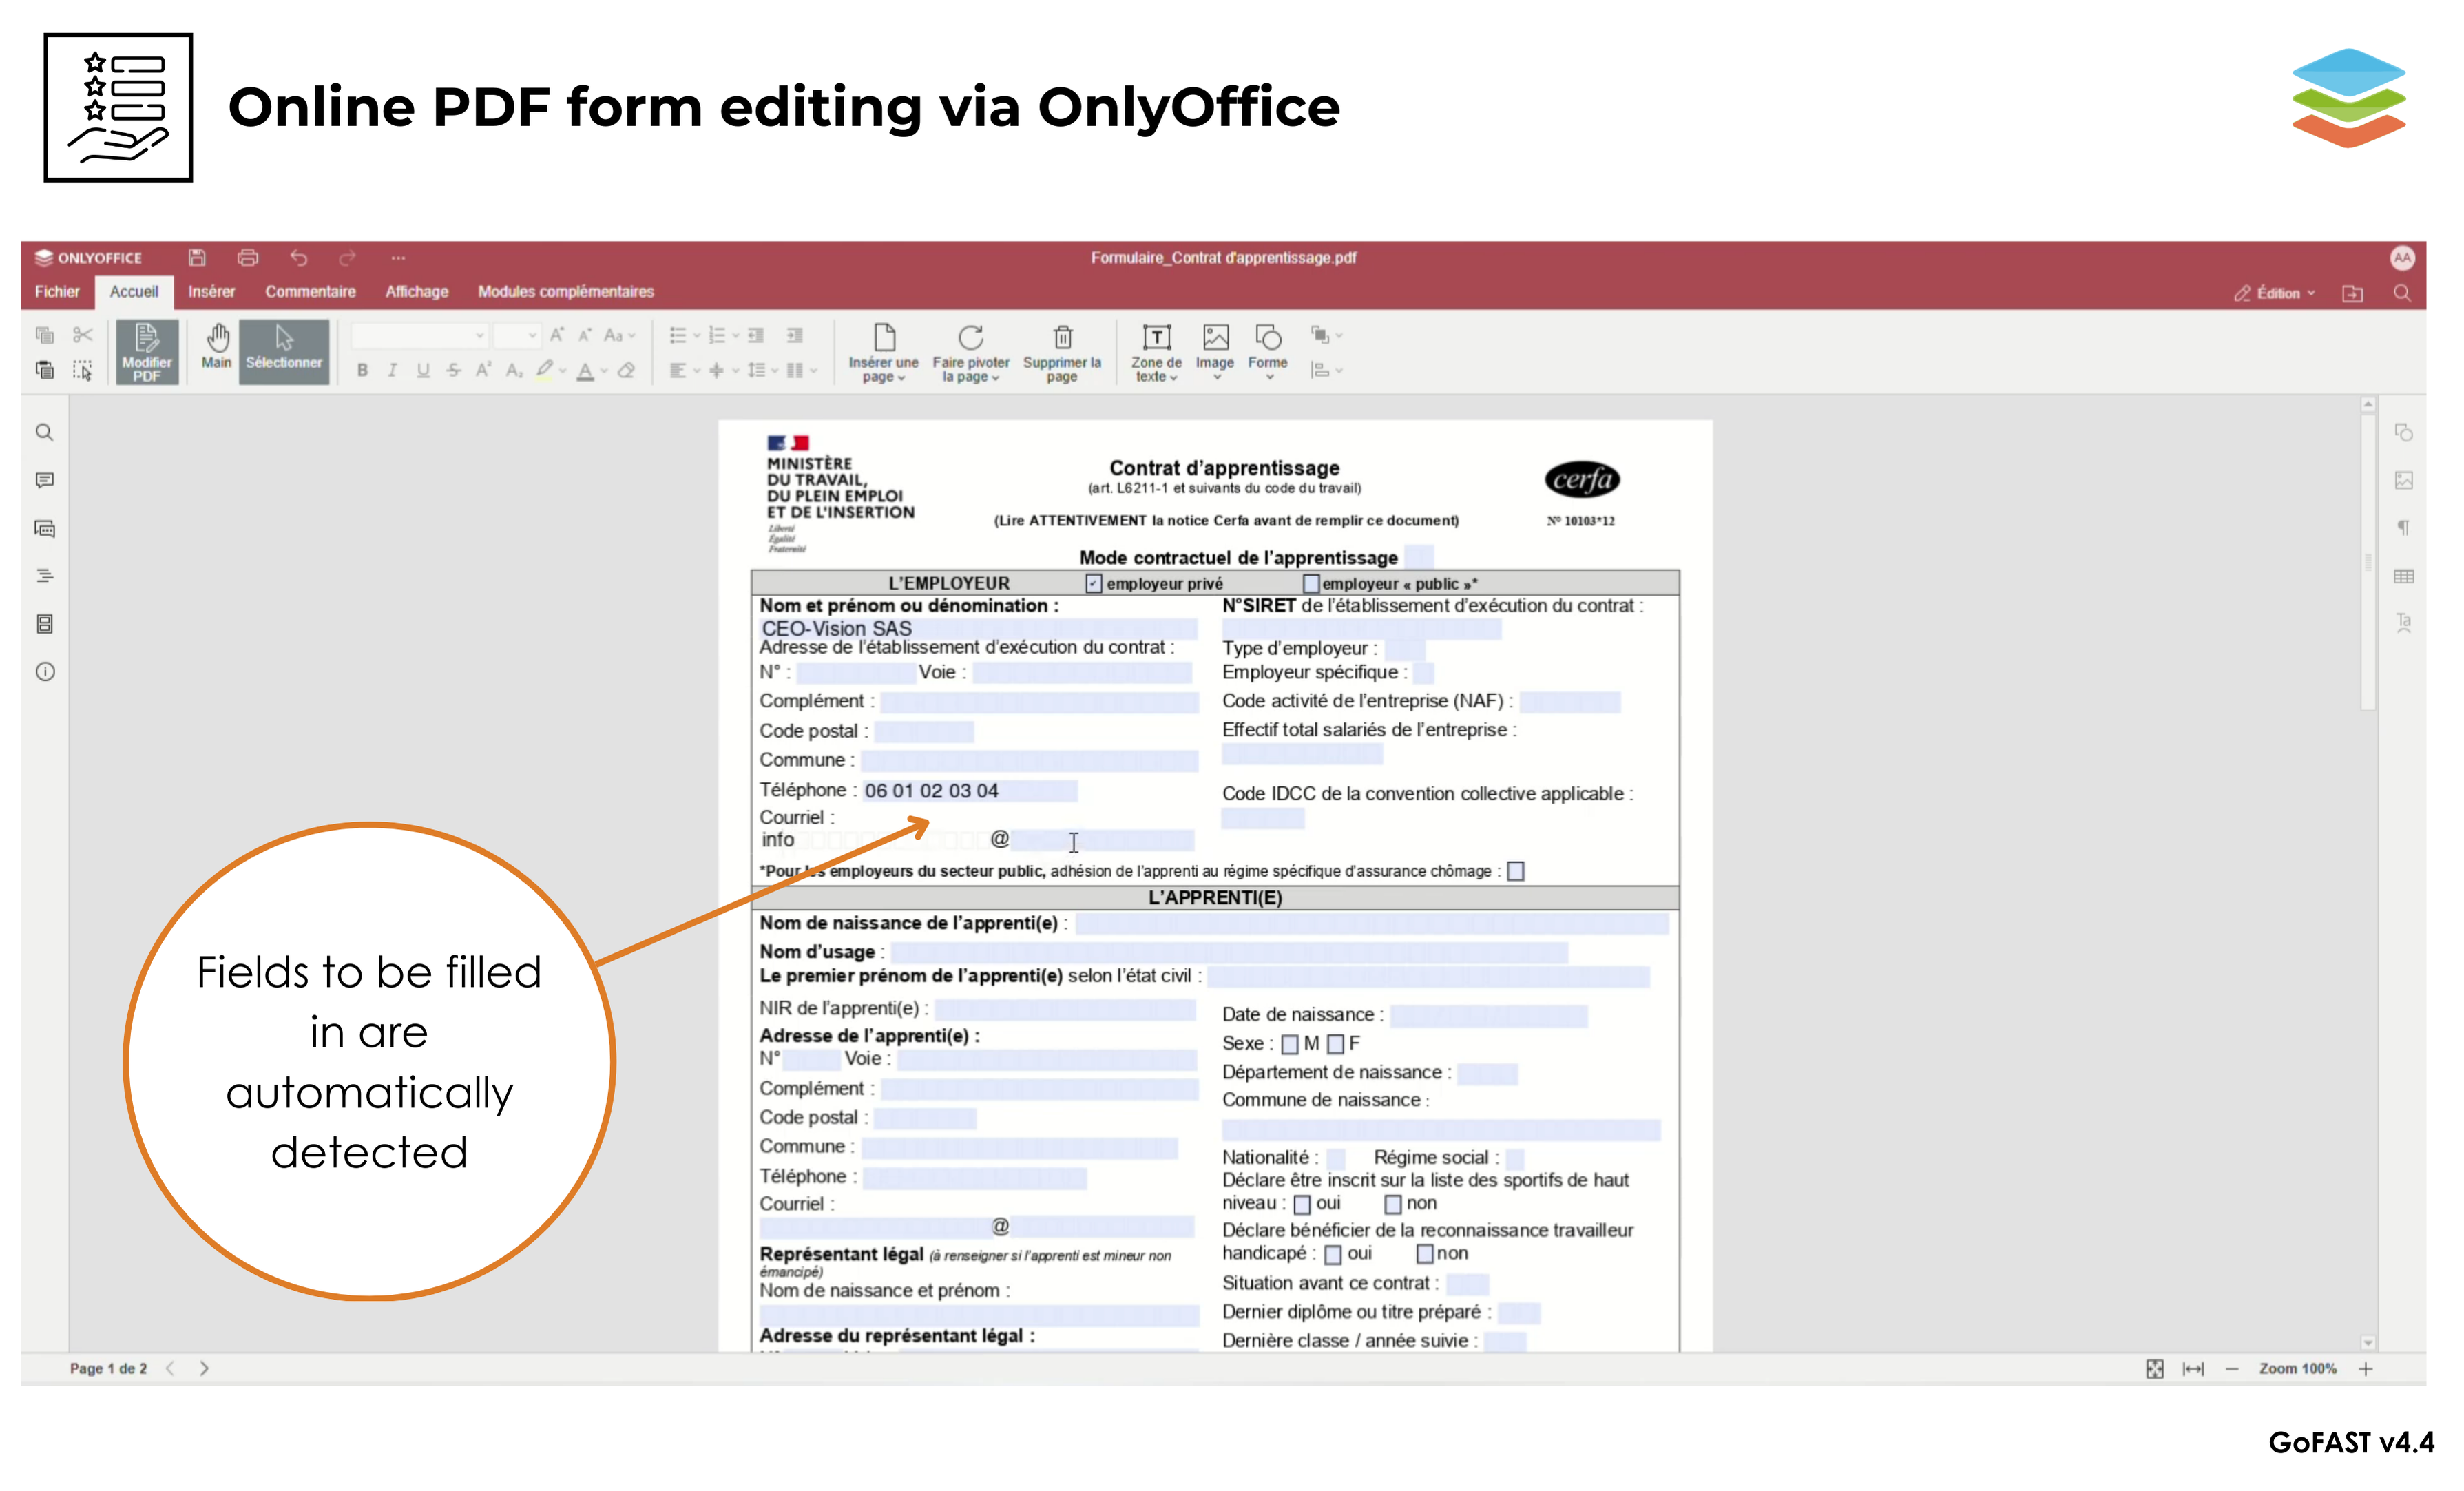 Online PDF form editing via OnlyOffice
ONLYOFFICE
...
Formulaire_Contrat d'apprentissage.pdf
AA
Fichier Accueil Insérer Commentaire Affichage Modules complémentaires
Édition
Modifier PDF
Main
Sélectionner
Insérer une page
Faire pivoter la page
Supprimer la page
Zone de texte
Image
Forme
MINISTÈRE
DU TRAVAIL,
DU PLEIN EMPLOI
ET DE L'INSERTION
Liberté
Égalité
Fraternité
Contrat d'apprentissage
(art. L6211-1 et suivants du code du travail)
(Lire ATTENTIVEMENT la notice Cerfa avant de remplir ce document)
cerfa
N° 10103*12
Mode contractuel de l'apprentissage
L'EMPLOYEUR employeur privé employeur « public »*
Nom et prénom ou dénomination :
CEO-Vision SAS
Adresse de l'établissement d'exécution du contrat :
N° : Voie :
Complément :
Code postal :
Commune :
Téléphone : 06 01 02 03 04
Courriel :
info @
N°SIRET de l'établissement d'exécution du contrat :
Type d'employeur :
Employeur spécifique :
Code activité de l'entreprise (NAF) :
Effectif total salariés de l'entreprise :
Code IDCC de la convention collective applicable :
*Pour les employeurs du secteur public, adhésion de l'apprenti au régime spécifique d'assurance chômage :
L'APPRENTI(E)
Nom de naissance de l'apprenti(e) :
Nom d'usage :
Le premier prénom de l'apprenti(e) selon l'état civil :
NIR de l'apprenti(e) :
Adresse de l'apprenti(e) :
N° Voie :
Complément :
Code postal :
Commune :
Téléphone :
Courriel :
@
Représentant légal (à renseigner si l'apprenti est mineur non
émancipé)
Nom de naissance et prénom :
Adresse du représentant légal :
Date de naissance :
Sexe : M F
Département de naissance :
Commune de naissance :
Nationalité : Régime social :
Déclare être inscrit sur la liste des sportifs de haut
niveau : oui non
Déclare bénéficier de la reconnaissance travailleur
handicapé : oui non
Situation avant ce contrat :
Dernier diplôme ou titre préparé :
Dernière classe / année suivie :
Fields to be filled
in are
automatically
detected
Page 1 de 2
Zoom 100%
GoFAST v4.4